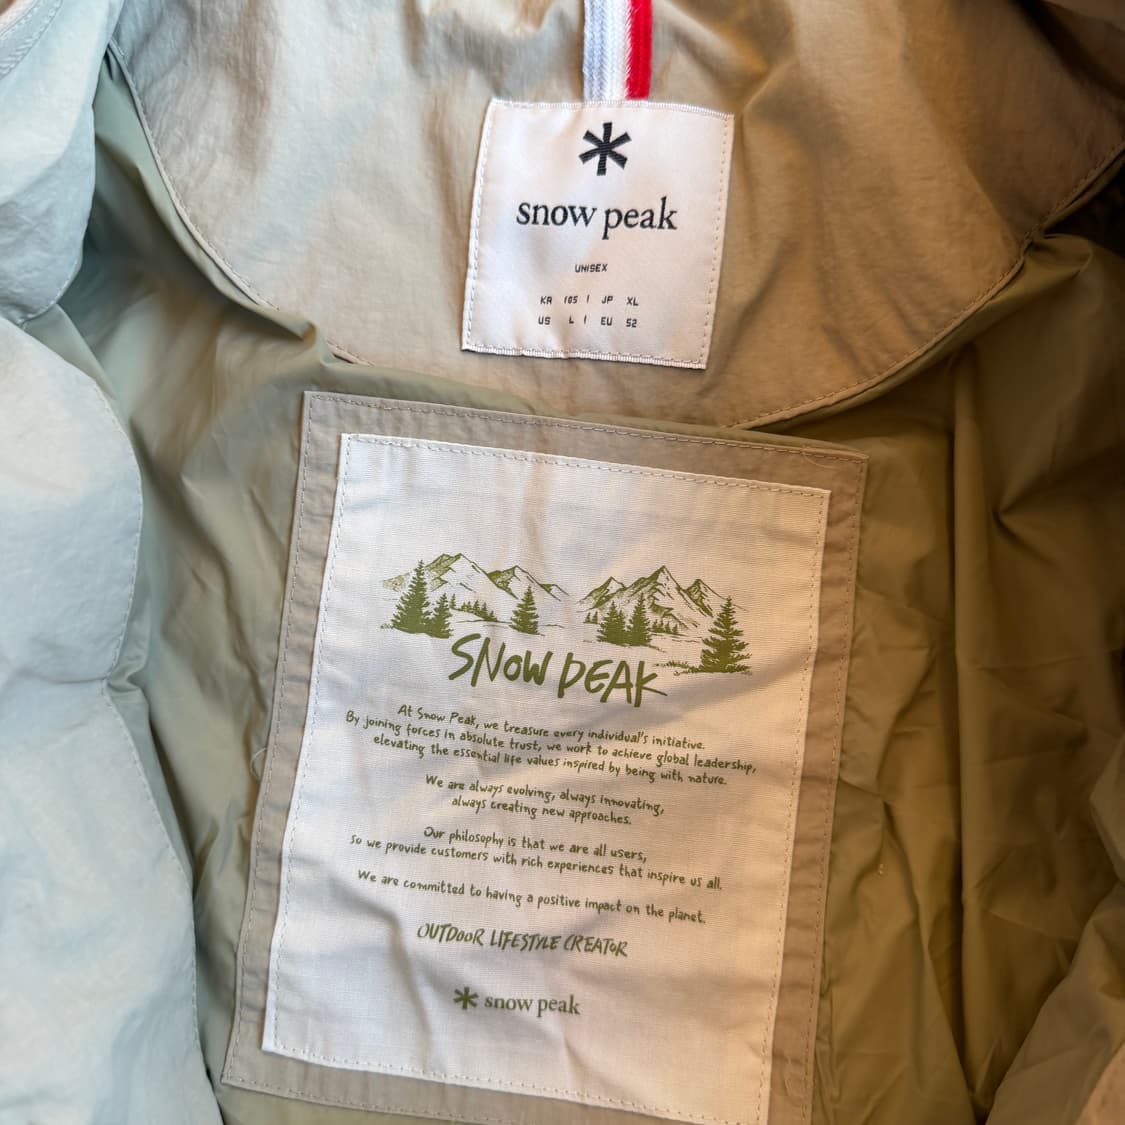 snow peak
UNISEX
KR 105 | JP XL
US L | EU 52
SNOW PEAK
At Snow Peak, we treasure every individual's initiative.
By joining forces in absolute trust, we work to achieve global leadership,
elevating the essential life values inspired by being with nature.
We are always evolving, always innovating,
always creating new approaches.
Our philosophy is that we are all users,
so we provide customers with rich experiences that inspire us all.
We are committed to having a positive impact on the planet.
OUTDOOR LIFESTYLE CREATOR
snow peak